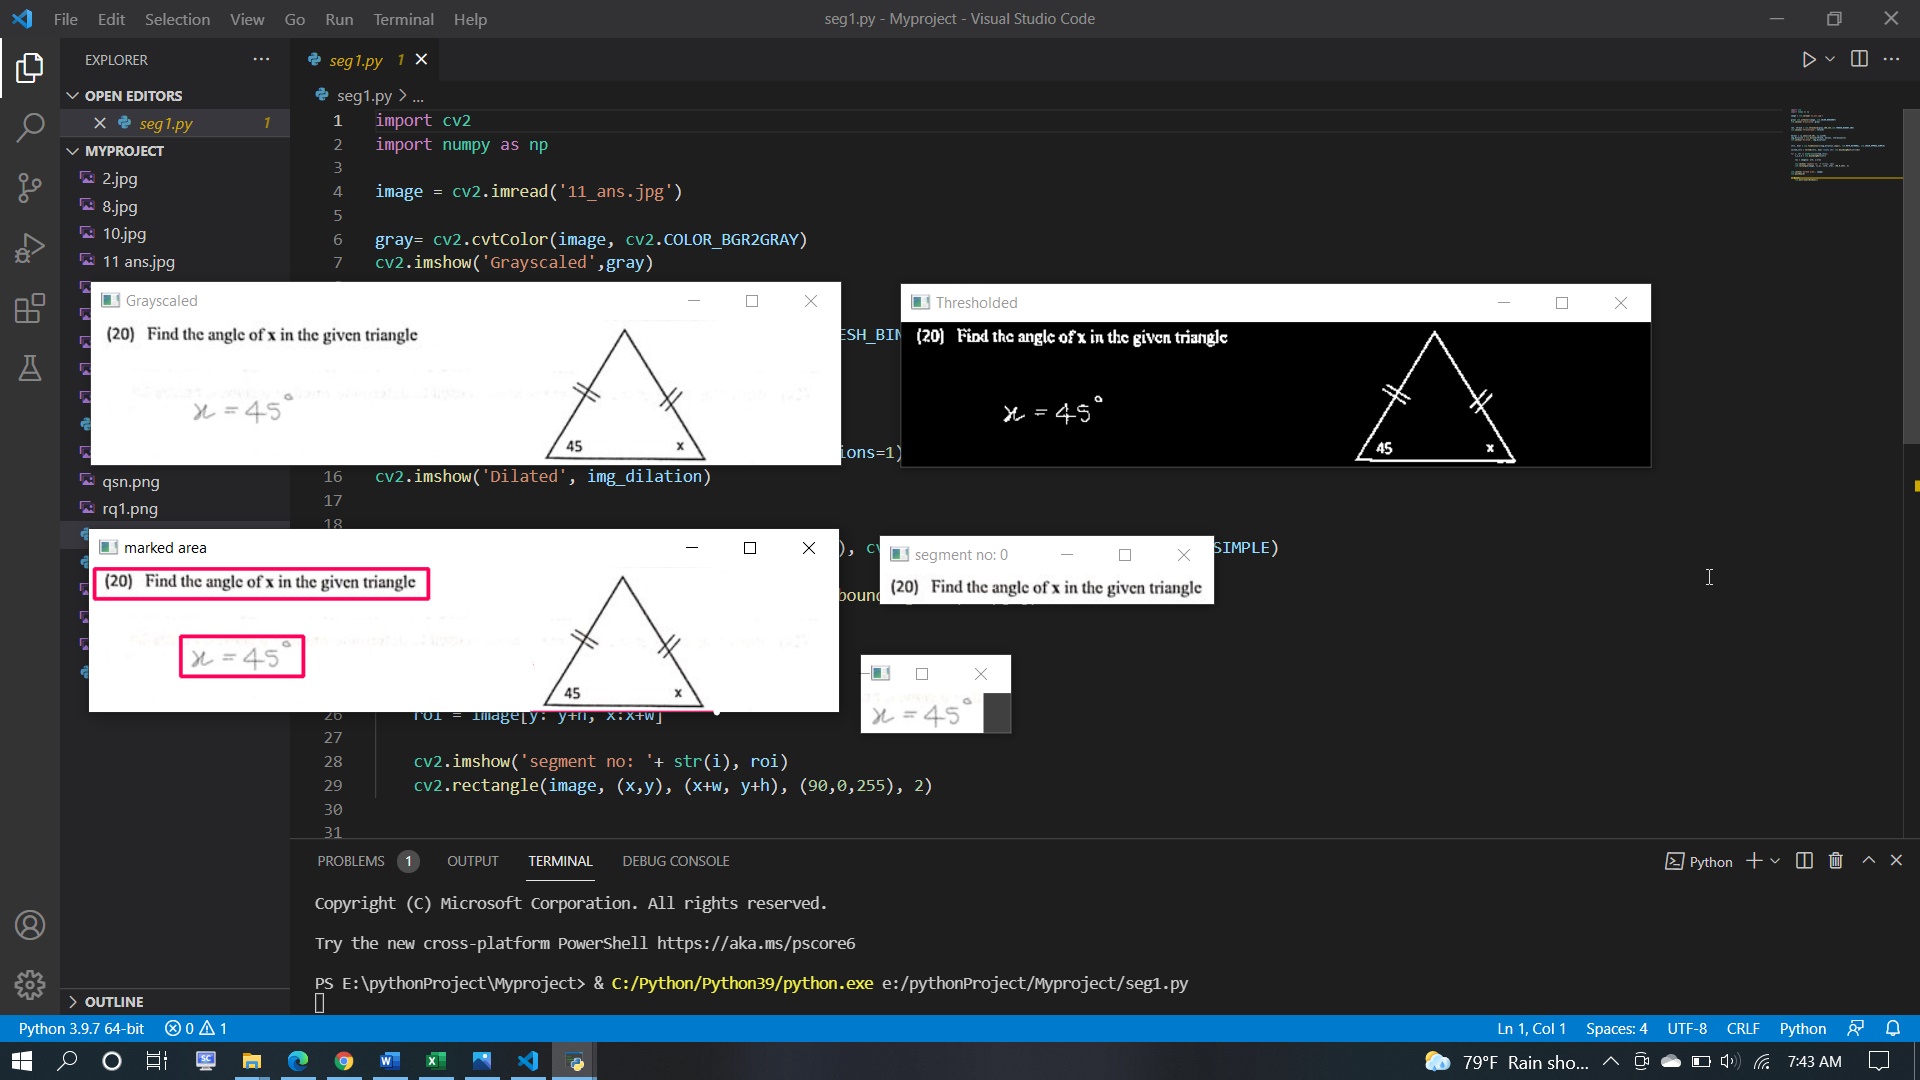 File Edit Selection View Go Run Terminal Help
seg1.py - Myproject - Visual Studio Code
EXPLORER
OPEN EDITORS
seg1.py 1
MYPROJECT
2.jpg
8.jpg
10.jpg
11 ans.jpg
qsn.png
rq1.png
OUTLINE
seg1.py 1
seg1.py > ...
1 import cv2
2 import numpy as np
3
4 image = cv2.imread('11_ans.jpg')
5
6 gray= cv2.cvtColor(image, cv2.COLOR_BGR2GRAY)
7 cv2.imshow('Grayscaled',gray)
ESH_BIN
ions=1)
16 cv2.imshow('Dilated', img_dilation)
17
18
), cv
SIMPLE)
bound
26 roi = image[y: y+h, x:x+w]
27
28 cv2.imshow('segment no: '+ str(i), roi)
29 cv2.rectangle(image, (x,y), (x+w, y+h), (90,0,255), 2)
30
31
Grayscaled
(20) Find the angle of x in the given triangle
x = 45°
45 x
Thresholded
(20) Find the angle of x in the given triangle
x = 45°
45 x
marked area
(20) Find the angle of x in the given triangle
x = 45°
45 x
segment no: 0
(20) Find the angle of x in the given triangle
x = 45°
PROBLEMS 1 OUTPUT TERMINAL DEBUG CONSOLE
Python
Copyright (C) Microsoft Corporation. All rights reserved.
Try the new cross-platform PowerShell https://aka.ms/pscore6
PS E:\pythonProject\Myproject> & C:/Python/Python39/python.exe e:/pythonProject/Myproject/seg1.py
Python 3.9.7 64-bit 0 1
Ln 1, Col 1 Spaces: 4 UTF-8 CRLF Python
79°F Rain sho... 7:43 AM